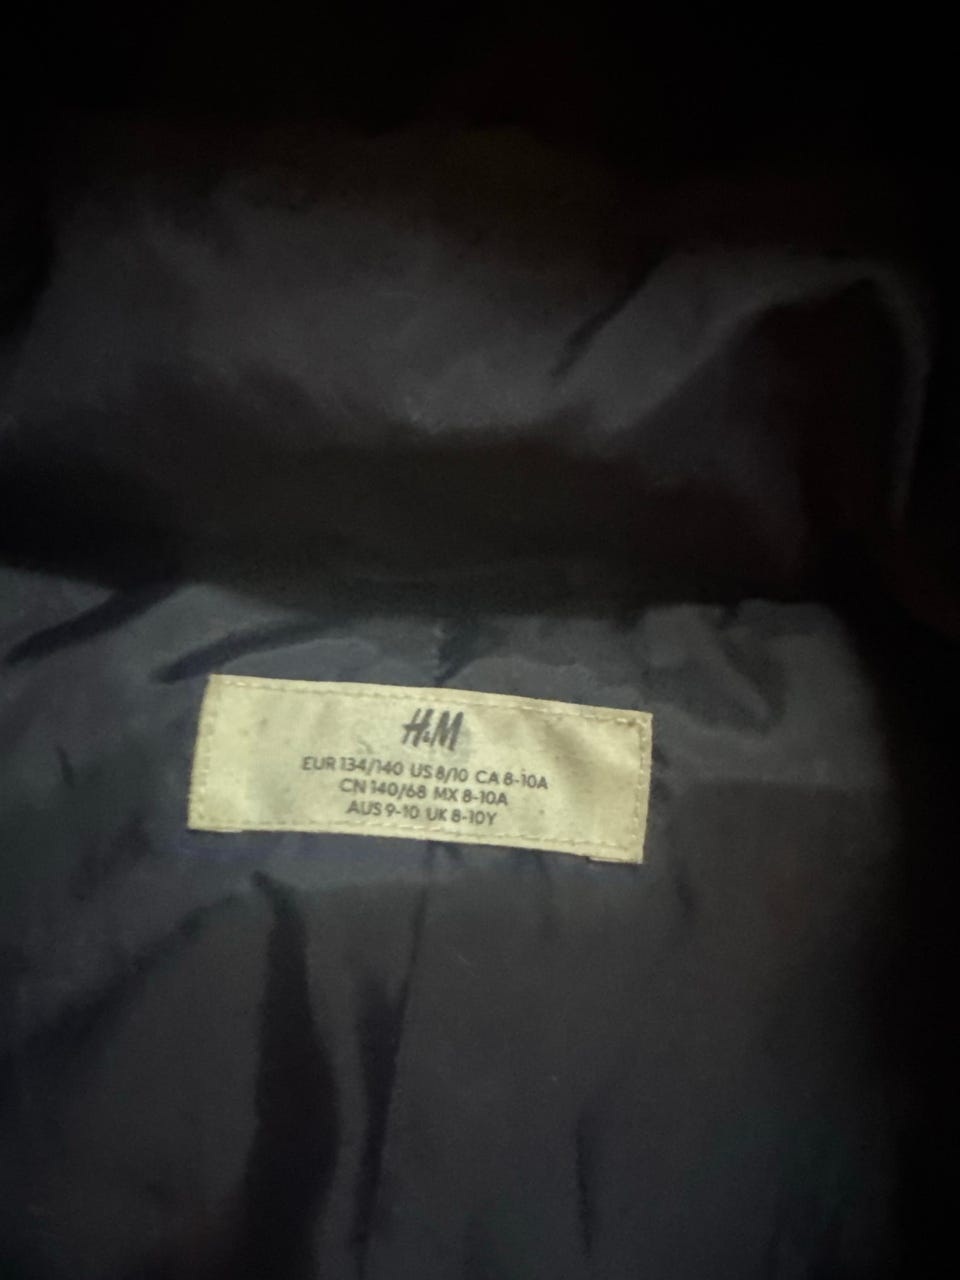 H&M
EUR 134/140 US 8/10 CA 8-10A
CN 140/68 MX 8-10A
AUS 9-10 UK 8-10Y